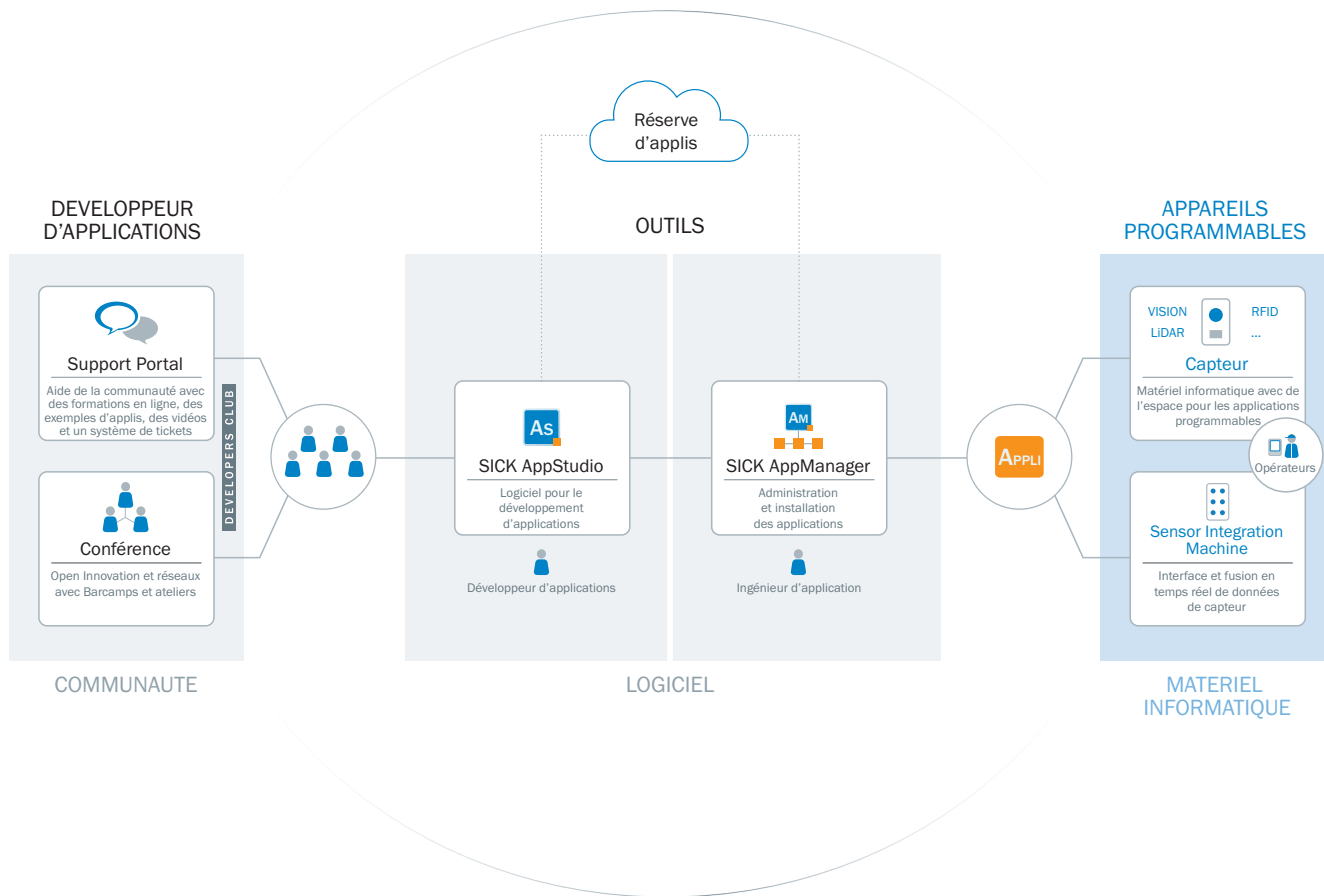 Réserve
d'applis
DEVELOPPEUR
D'APPLICATIONS
OUTILS
APPAREILS
PROGRAMMABLES
Support Portal
Aide de la communauté avec
des formations en ligne, des
exemples d'applis, des vidéos
et un système de tickets
Conférence
Open Innovation et réseaux
avec Barcamps et ateliers
DEVELOPERS CLUB
As
SICK AppStudio
Logiciel pour le
développement
d'applications
Développeur d'applications
AM
SICK AppManager
Administration
et installation
des applications
Ingénieur d'application
APPLI
VISION
RFID
LiDAR
...
Capteur
Matériel informatique avec de
l'espace pour les applications
programmables
Opérateurs
Sensor Integration
Machine
Interface et fusion en
temps réel de données
de capteur
COMMUNAUTE
LOGICIEL
MATERIEL
INFORMATIQUE